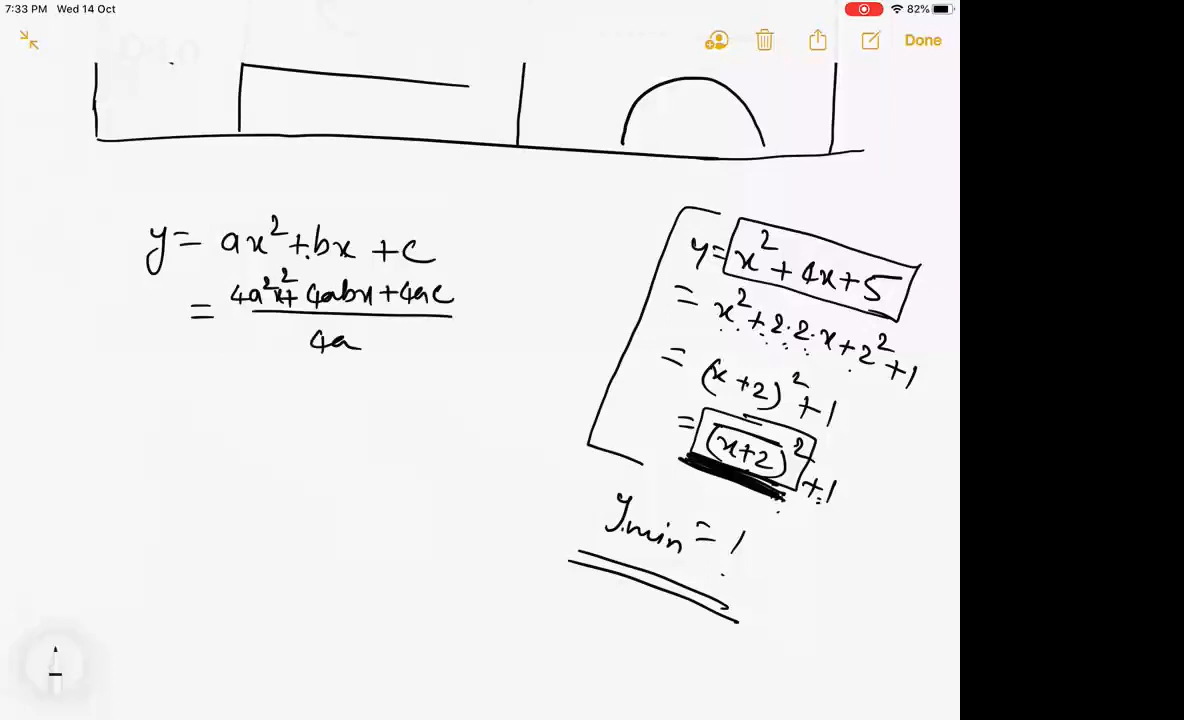 7:33 PM Wed 14 Oct
82%
Done
y = ax² + bx + c
= 4a²x² + 4abx + 4ac / 4a
y = x² + 4x + 5
= x² + 2·2·x + 2² + 1
= (x + 2)² + 1
= (x + 2)² + 1
ymin = 1